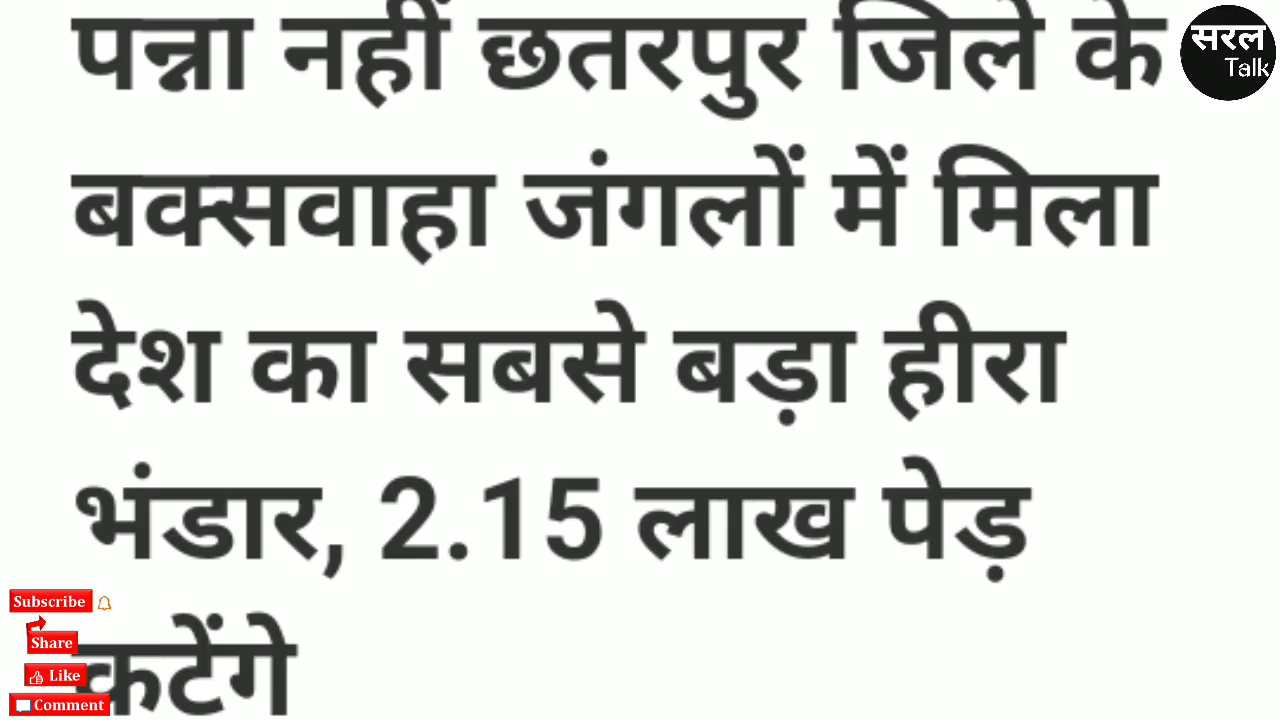 पन्ना नहीं छतरपुर जिले के
सरल
Talk
बक्सवाहा जंगलों में मिला
देश का सबसे बड़ा हीरा
भंडार, 2.15 लाख पेड़
कटेंगे
Subscribe
Share
Like
Comment